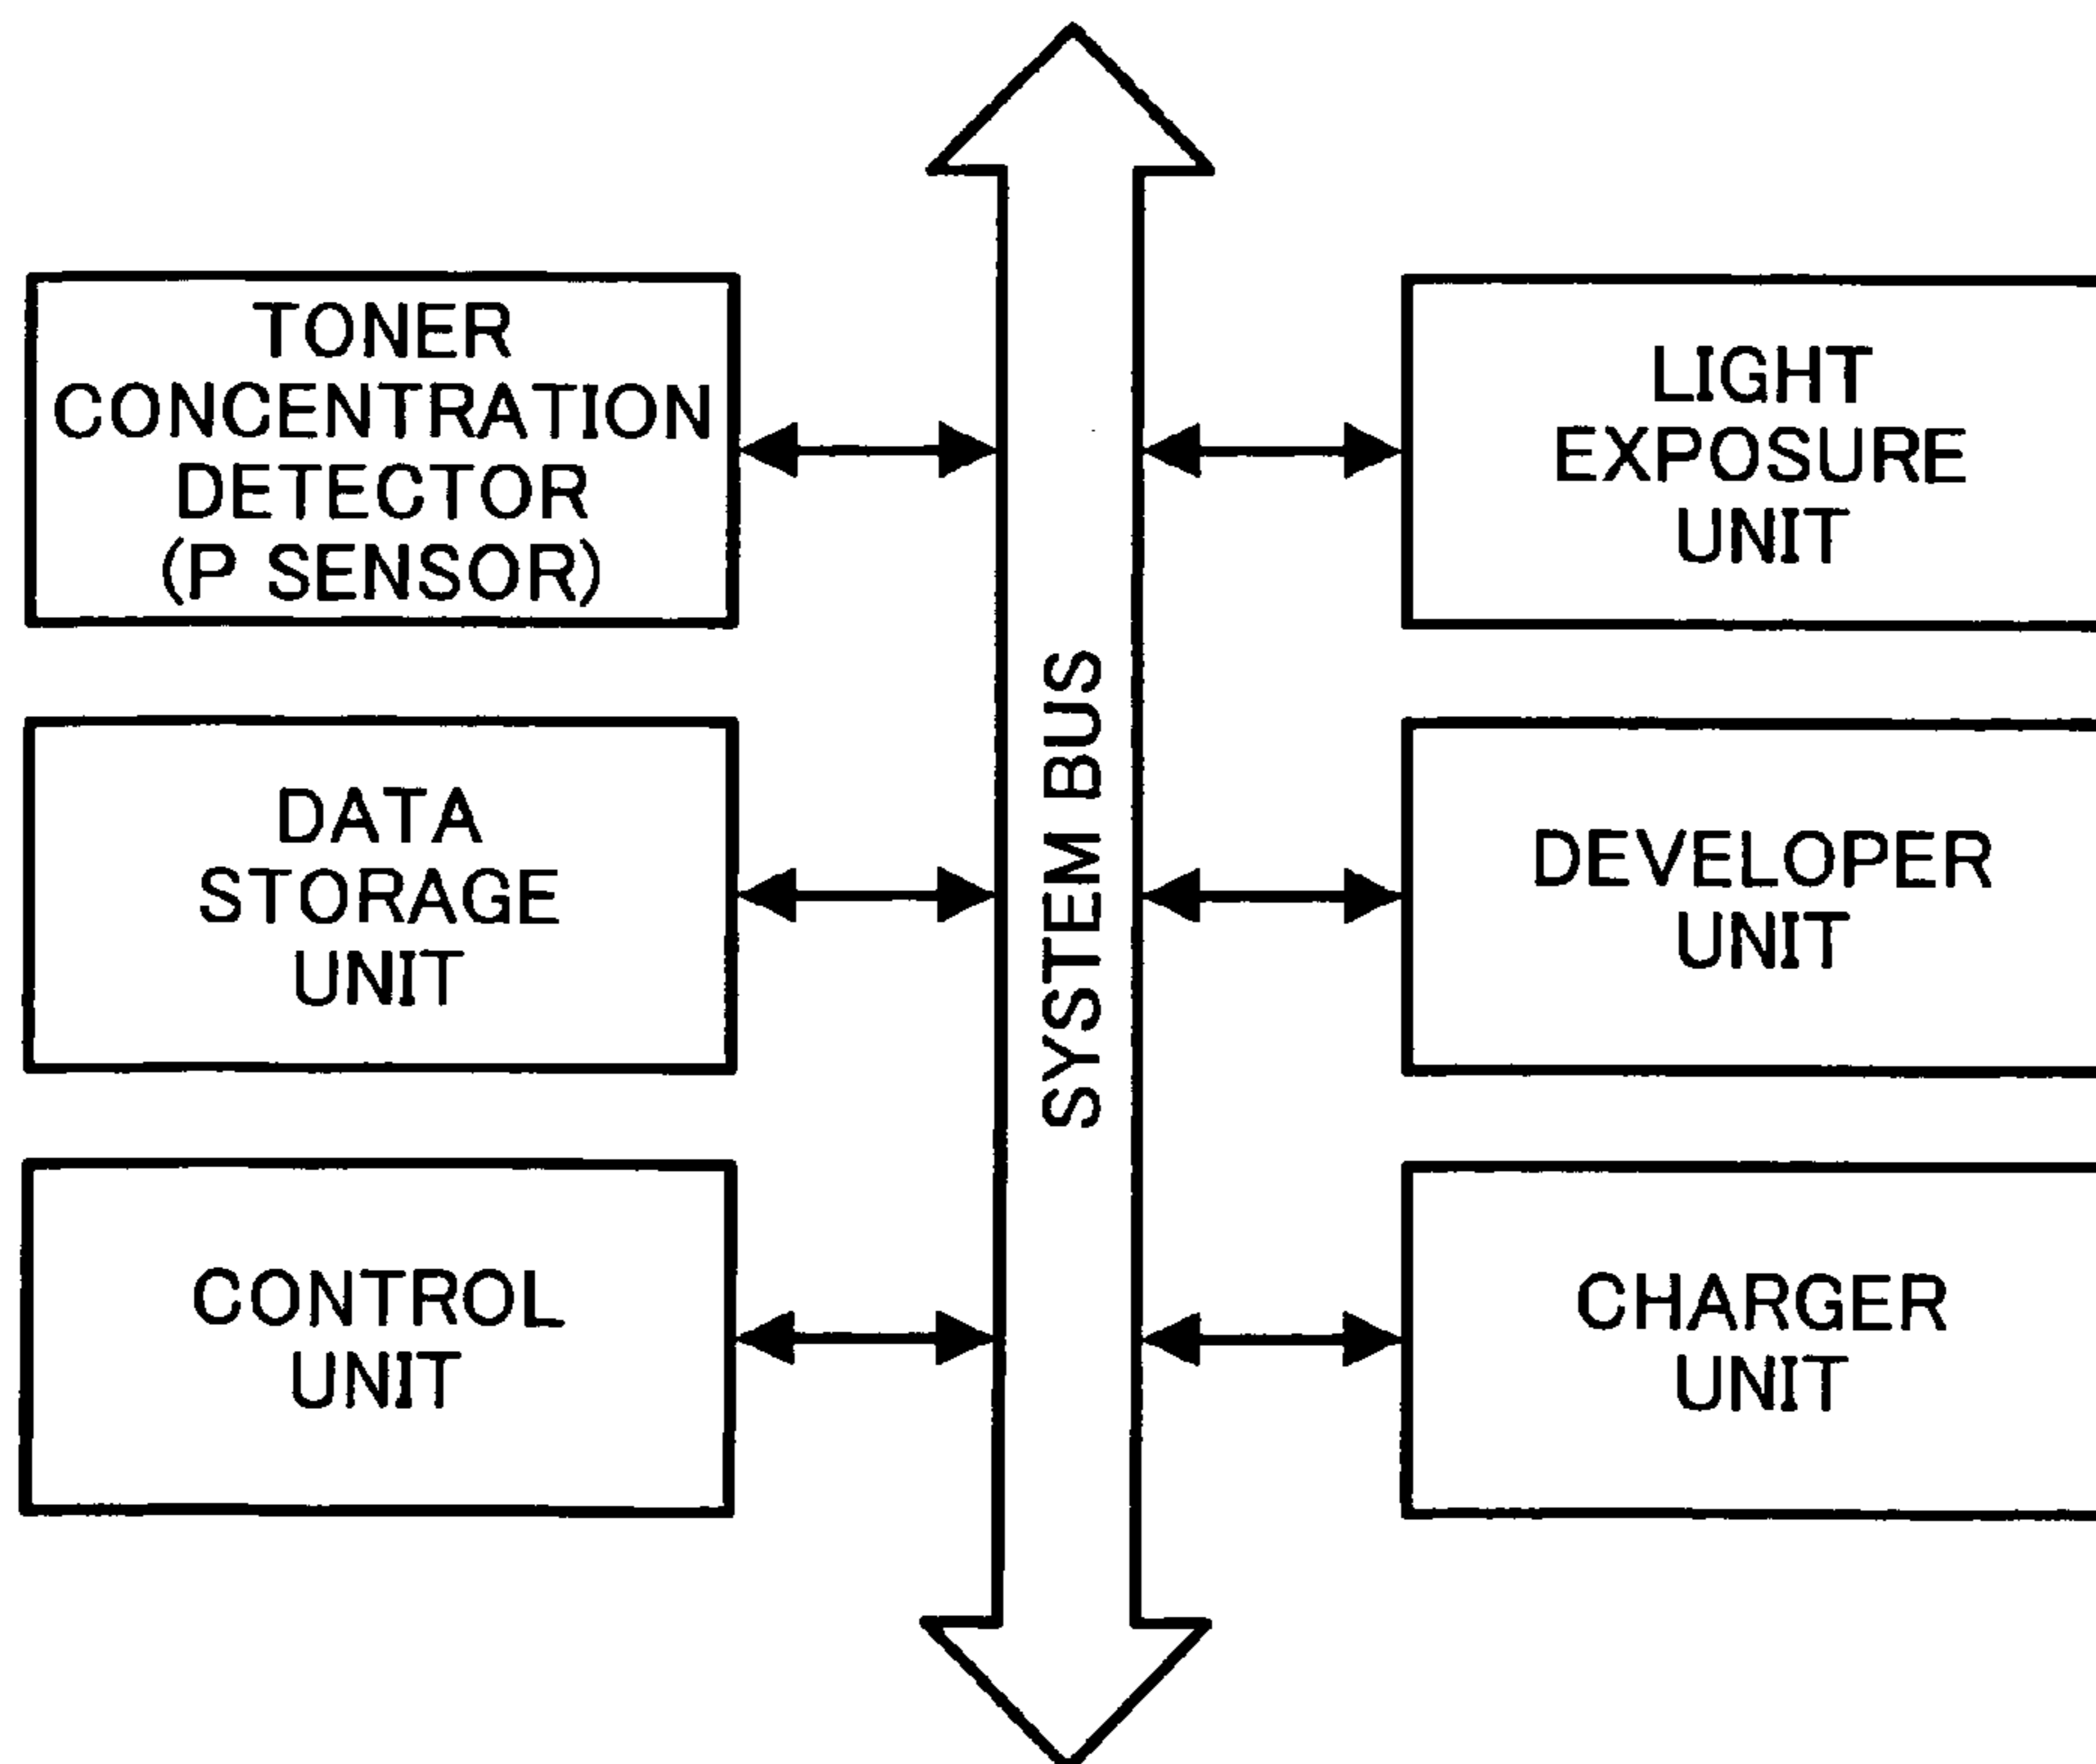 TONER
CONCENTRATION
DETECTOR
(P SENSOR)
DATA
STORAGE
UNIT
CONTROL
UNIT
SYSTEM BUS
LIGHT
EXPOSURE
UNIT
DEVELOPER
UNIT
CHARGER
UNIT